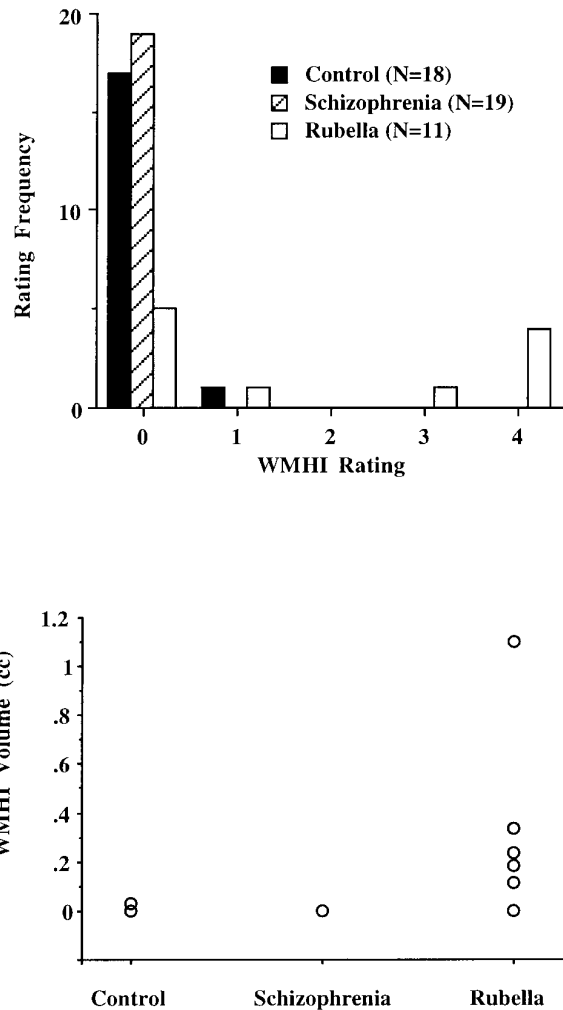 20
Control (N=18)
Schizophrenia (N=19)
Rubella (N=11)
Rating Frequency
10
0
0 1 2 3 4
WMHI Rating
1.2
1
.8
.6
.4
.2
0
WMHI Volume (cc)
Control Schizophrenia Rubella